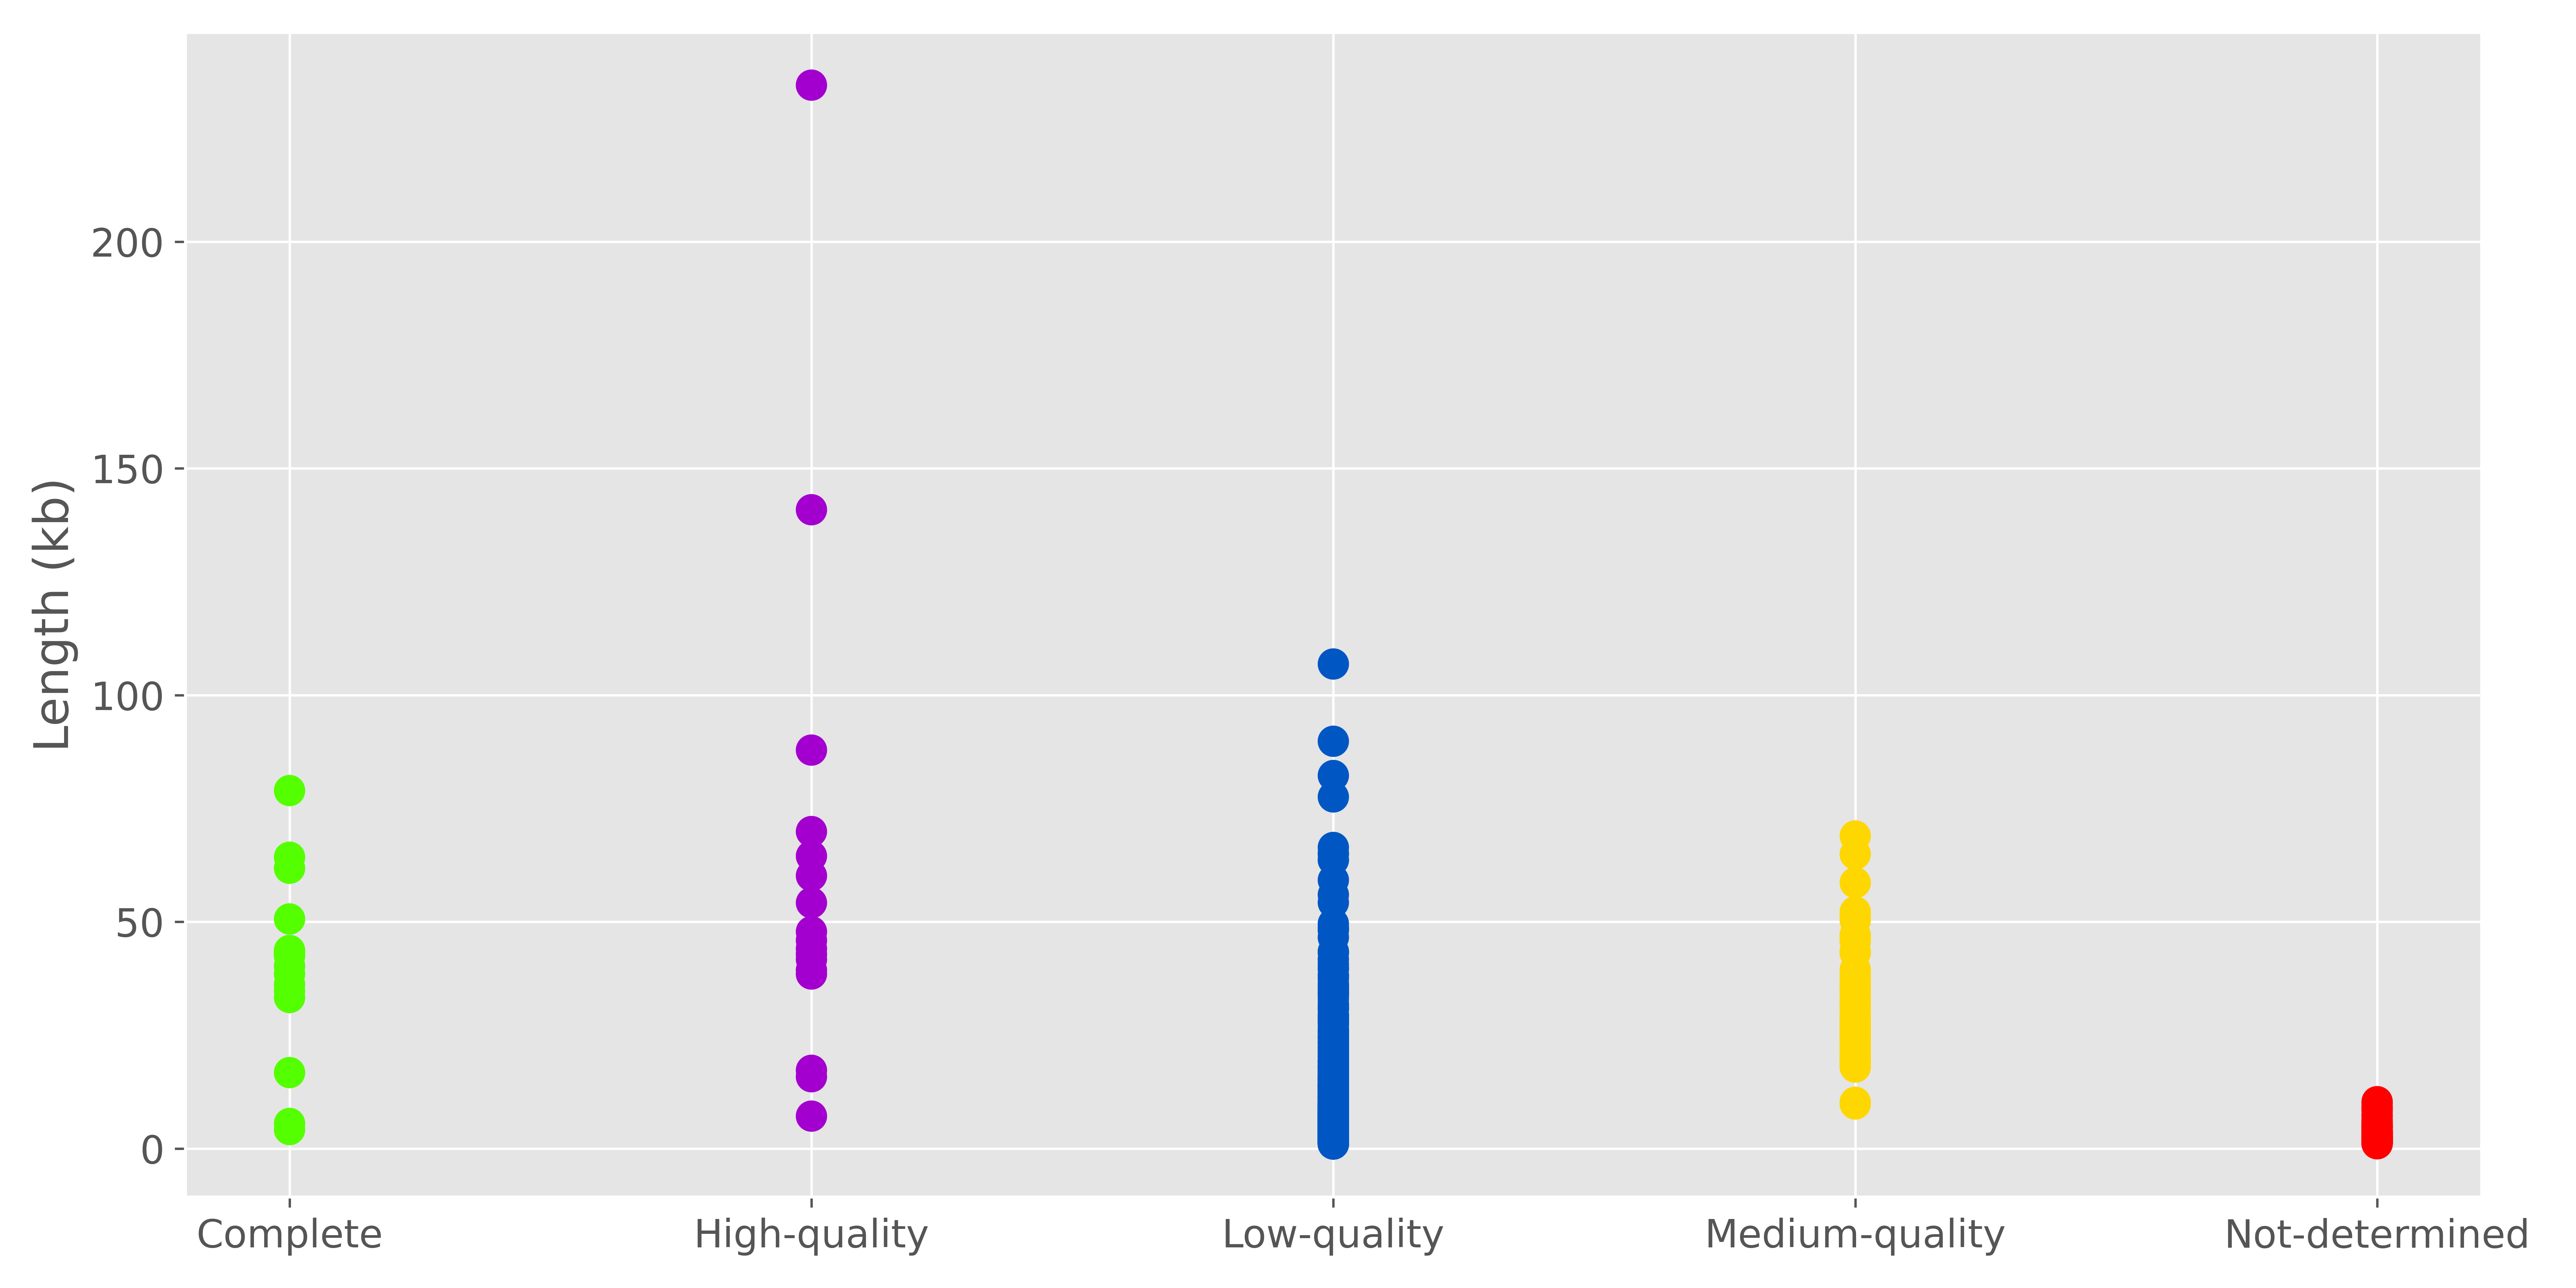 Length (kb)
200
150
100
50
0
Complete
High-quality
Low-quality
Medium-quality
Not-determined